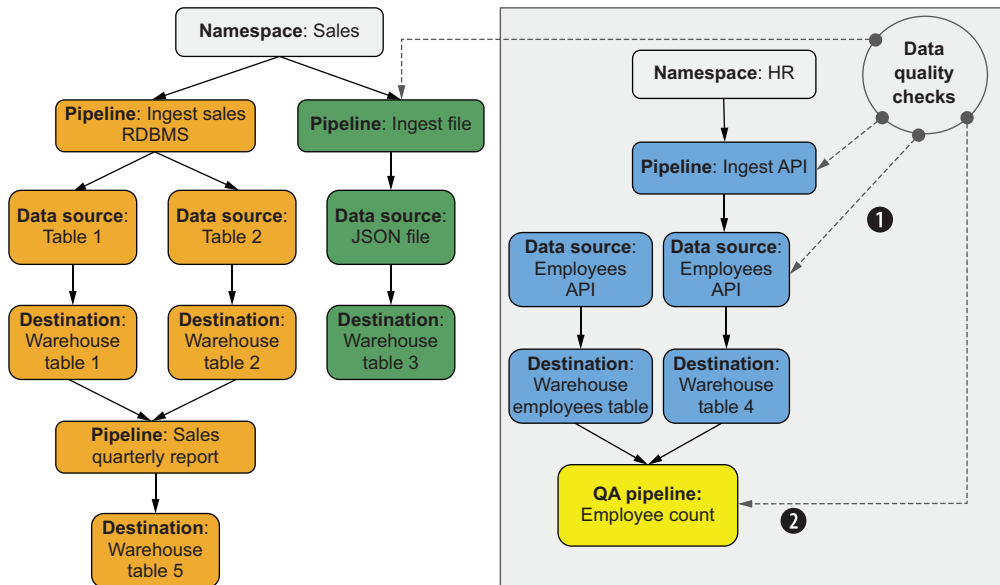 Namespace: Sales
Pipeline: Ingest sales
RDBMS
Pipeline: Ingest file
Data source:
Table 1
Data source:
Table 2
Data source:
JSON file
Destination:
Warehouse
table 1
Destination:
Warehouse
table 2
Destination:
Warehouse
table 3
Pipeline: Sales
quarterly report
Destination:
Warehouse
table 5
Data
quality
checks
Namespace: HR
Pipeline: Ingest API
1
Data source:
Employees
API
Data source:
Employees
API
Destination:
Warehouse
employees table
Destination:
Warehouse
table 4
QA pipeline:
Employee count
2